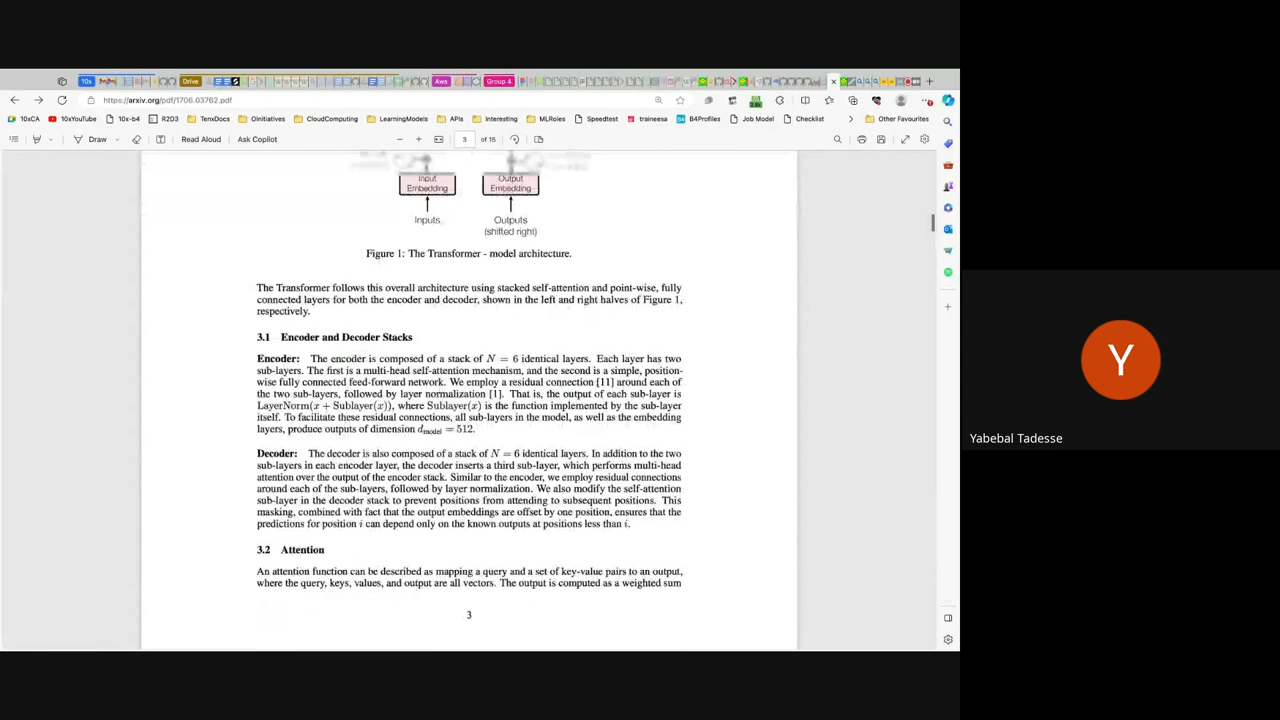 10x
Drive
Aws
Group 4
https://arxiv.org/pdf/1706.03762.pdf
10xCA
10xYouTube
10x-b4
R2D3
TenxDocs
OInitiatives
CloudComputing
LearningModels
APIs
Interesting
MLRoles
Speedtest
traineesa
B4Profiles
Job Model
Checklist
Other Favourites
Draw
Read Aloud
Ask Copilot
3
of 15
Input
Embedding
Output
Embedding
Inputs
Outputs
(shifted right)
Figure 1: The Transformer - model architecture.
The Transformer follows this overall architecture using stacked self-attention and point-wise, fully
connected layers for both the encoder and decoder, shown in the left and right halves of Figure 1,
respectively.
3.1 Encoder and Decoder Stacks
Encoder: The encoder is composed of a stack of N = 6 identical layers. Each layer has two
sub-layers. The first is a multi-head self-attention mechanism, and the second is a simple, position-
wise fully connected feed-forward network. We employ a residual connection [11] around each of
the two sub-layers, followed by layer normalization [1]. That is, the output of each sub-layer is
LayerNorm(x + Sublayer(x)), where Sublayer(x) is the function implemented by the sub-layer
itself. To facilitate these residual connections, all sub-layers in the model, as well as the embedding
layers, produce outputs of dimension dmodel = 512.
Decoder: The decoder is also composed of a stack of N = 6 identical layers. In addition to the two
sub-layers in each encoder layer, the decoder inserts a third sub-layer, which performs multi-head
attention over the output of the encoder stack. Similar to the encoder, we employ residual connections
around each of the sub-layers, followed by layer normalization. We also modify the self-attention
sub-layer in the decoder stack to prevent positions from attending to subsequent positions. This
masking, combined with fact that the output embeddings are offset by one position, ensures that the
predictions for position i can depend only on the known outputs at positions less than i.
3.2 Attention
An attention function can be described as mapping a query and a set of key-value pairs to an output,
where the query, keys, values, and output are all vectors. The output is computed as a weighted sum
3
Y
Yabebal Tadesse